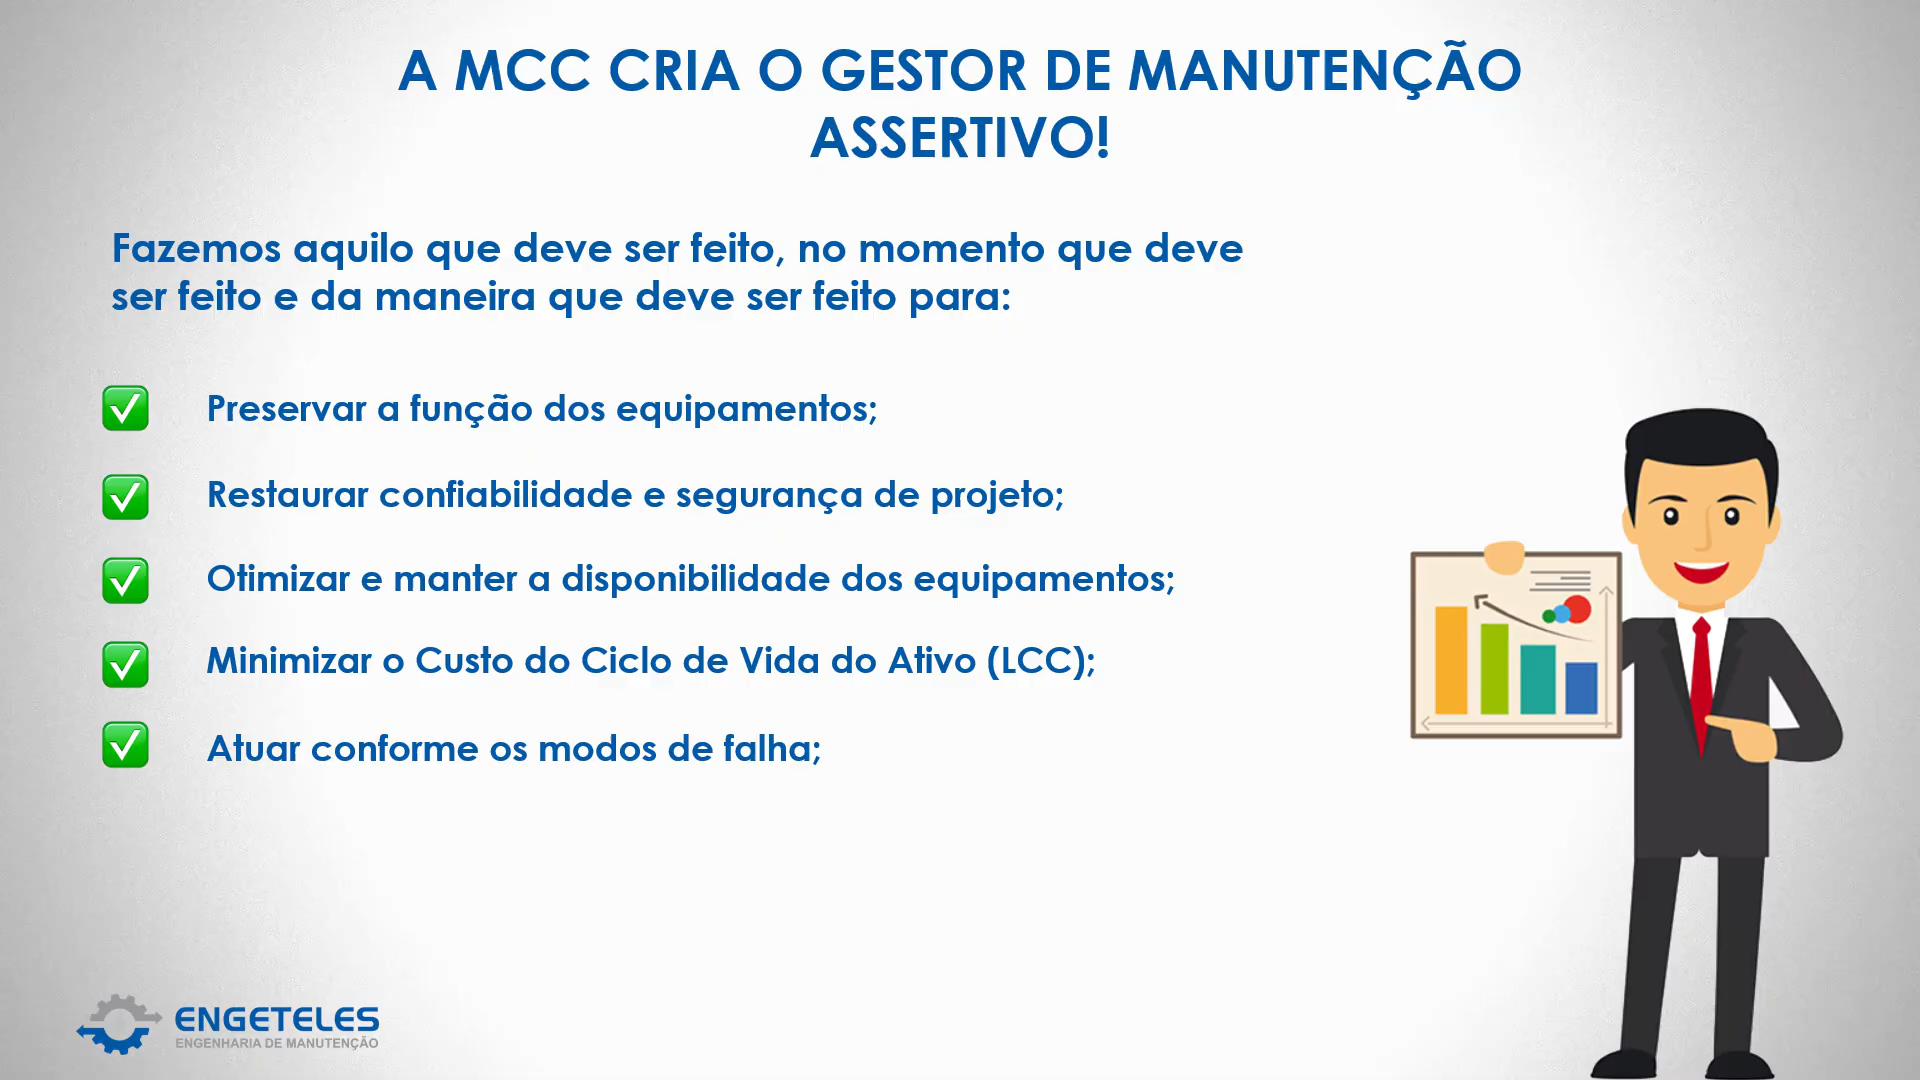 A MCC CRIA O GESTOR DE MANUTENÇÃO
ASSERTIVO!
Fazemos aquilo que deve ser feito, no momento que deve
ser feito e da maneira que deve ser feito para:
Preservar a função dos equipamentos;
Restaurar confiabilidade e segurança de projeto;
Otimizar e manter a disponibilidade dos equipamentos;
Minimizar o Custo do Ciclo de Vida do Ativo (LCC);
Atuar conforme os modos de falha;
ENGETELES
ENGENHARIA DE MANUTENÇÃO